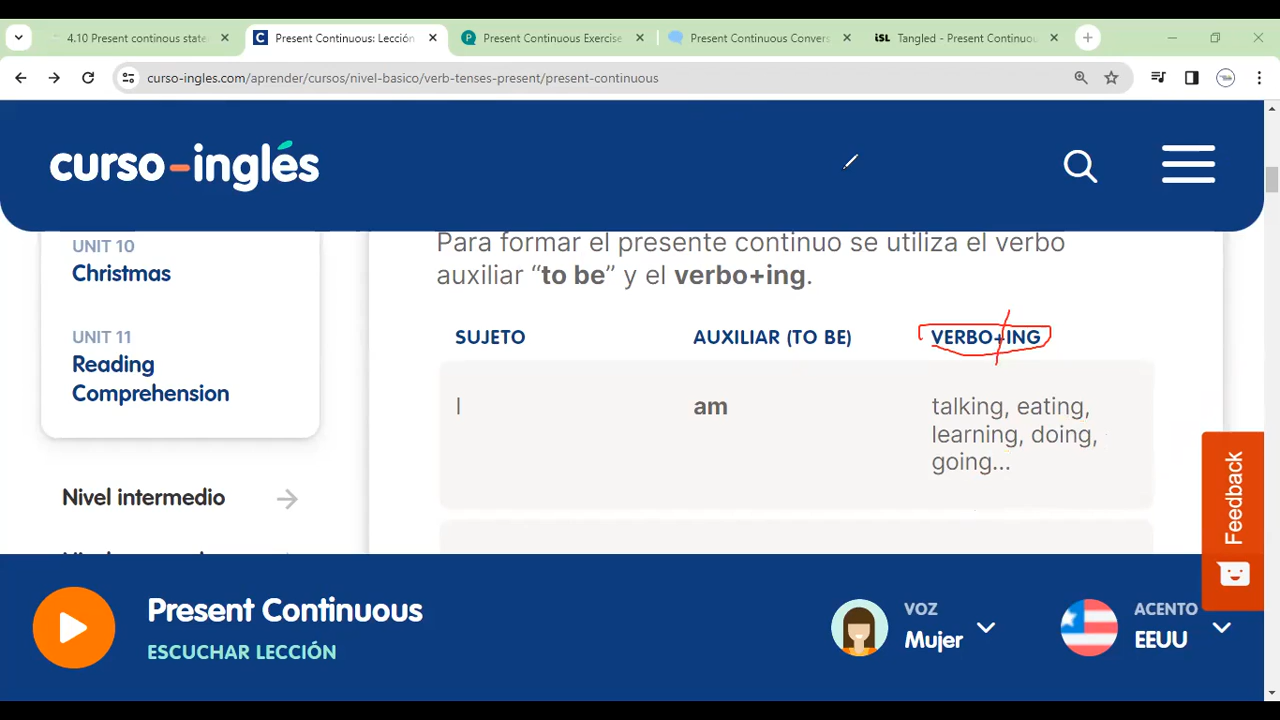 4.10 Present continous state
Present Continuous: Lección
Present Continuous Exercise
Present Continuous Convers
iSL Tangled - Present Continuou
curso-ingles.com/aprender/cursos/nivel-basico/verb-tenses-present/present-continuous
curso-inglés
UNIT 10
Christmas
UNIT 11
Reading
Comprehension
Nivel intermedio
Para formar el presente continuo se utiliza el verbo
auxiliar “to be” y el verbo+ing.
SUJETO AUXILIAR (TO BE) VERBO+ING
I am talking, eating,
learning, doing,
going...
Feedback
Present Continuous
ESCUCHAR LECCIÓN
VOZ
Mujer
ACENTO
EEUU